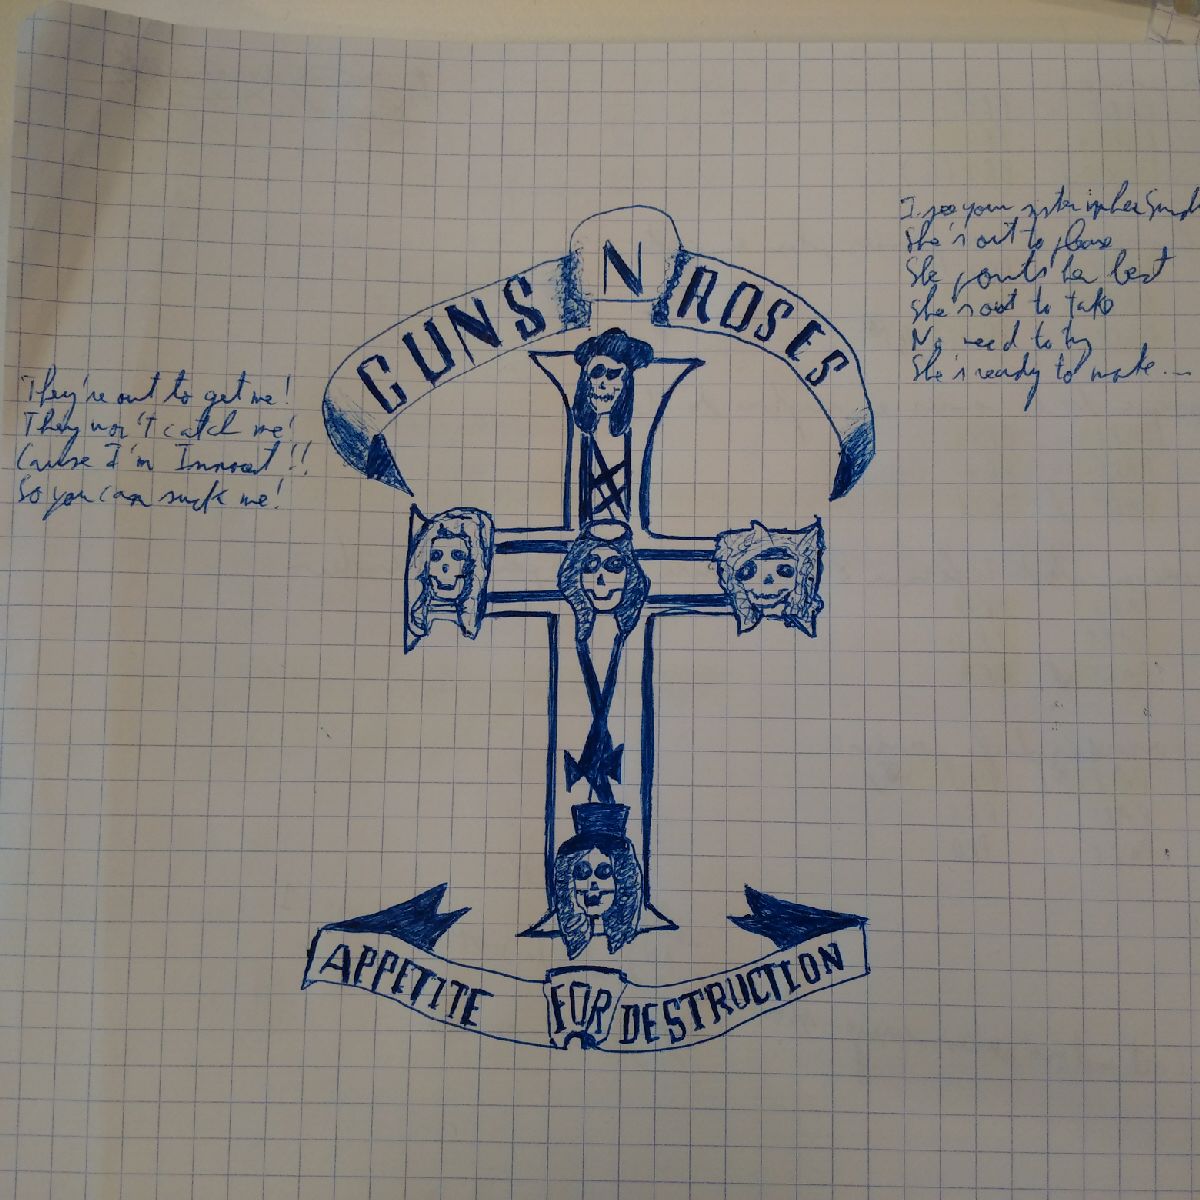 GUNS N ROSES
I see your sister in her Sund
She's out to please
She pouts her best
She's out to take
No need to try
She's ready to make...
They're out to get me!
They won't catch me!
Cause I'm Innocent!!
So you can suck me!
APPETITE FOR DESTRUCTION